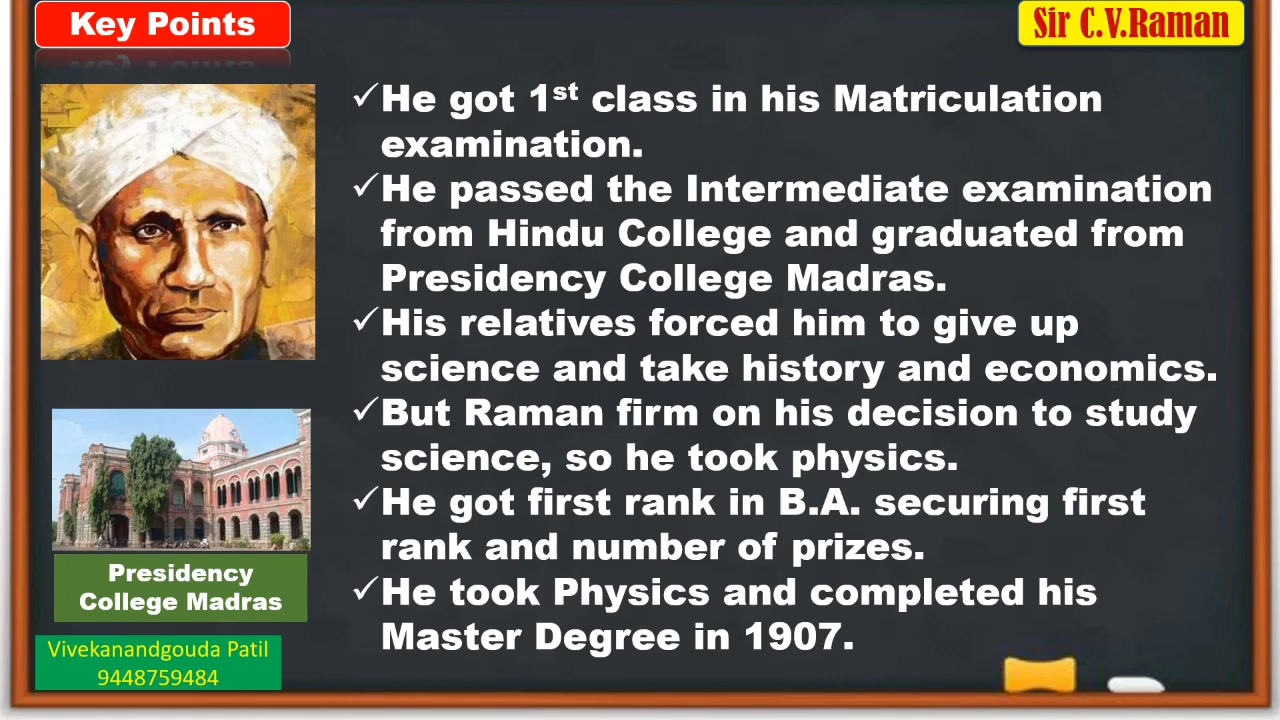 Key Points
Sir C.V.Raman
✓He got 1st class in his Matriculation
examination.
✓He passed the Intermediate examination
from Hindu College and graduated from
Presidency College Madras.
✓His relatives forced him to give up
science and take history and economics.
✓But Raman firm on his decision to study
science, so he took physics.
✓He got first rank in B.A. securing first
rank and number of prizes.
✓He took Physics and completed his
Master Degree in 1907.
Presidency
College Madras
Vivekanandgouda Patil
9448759484